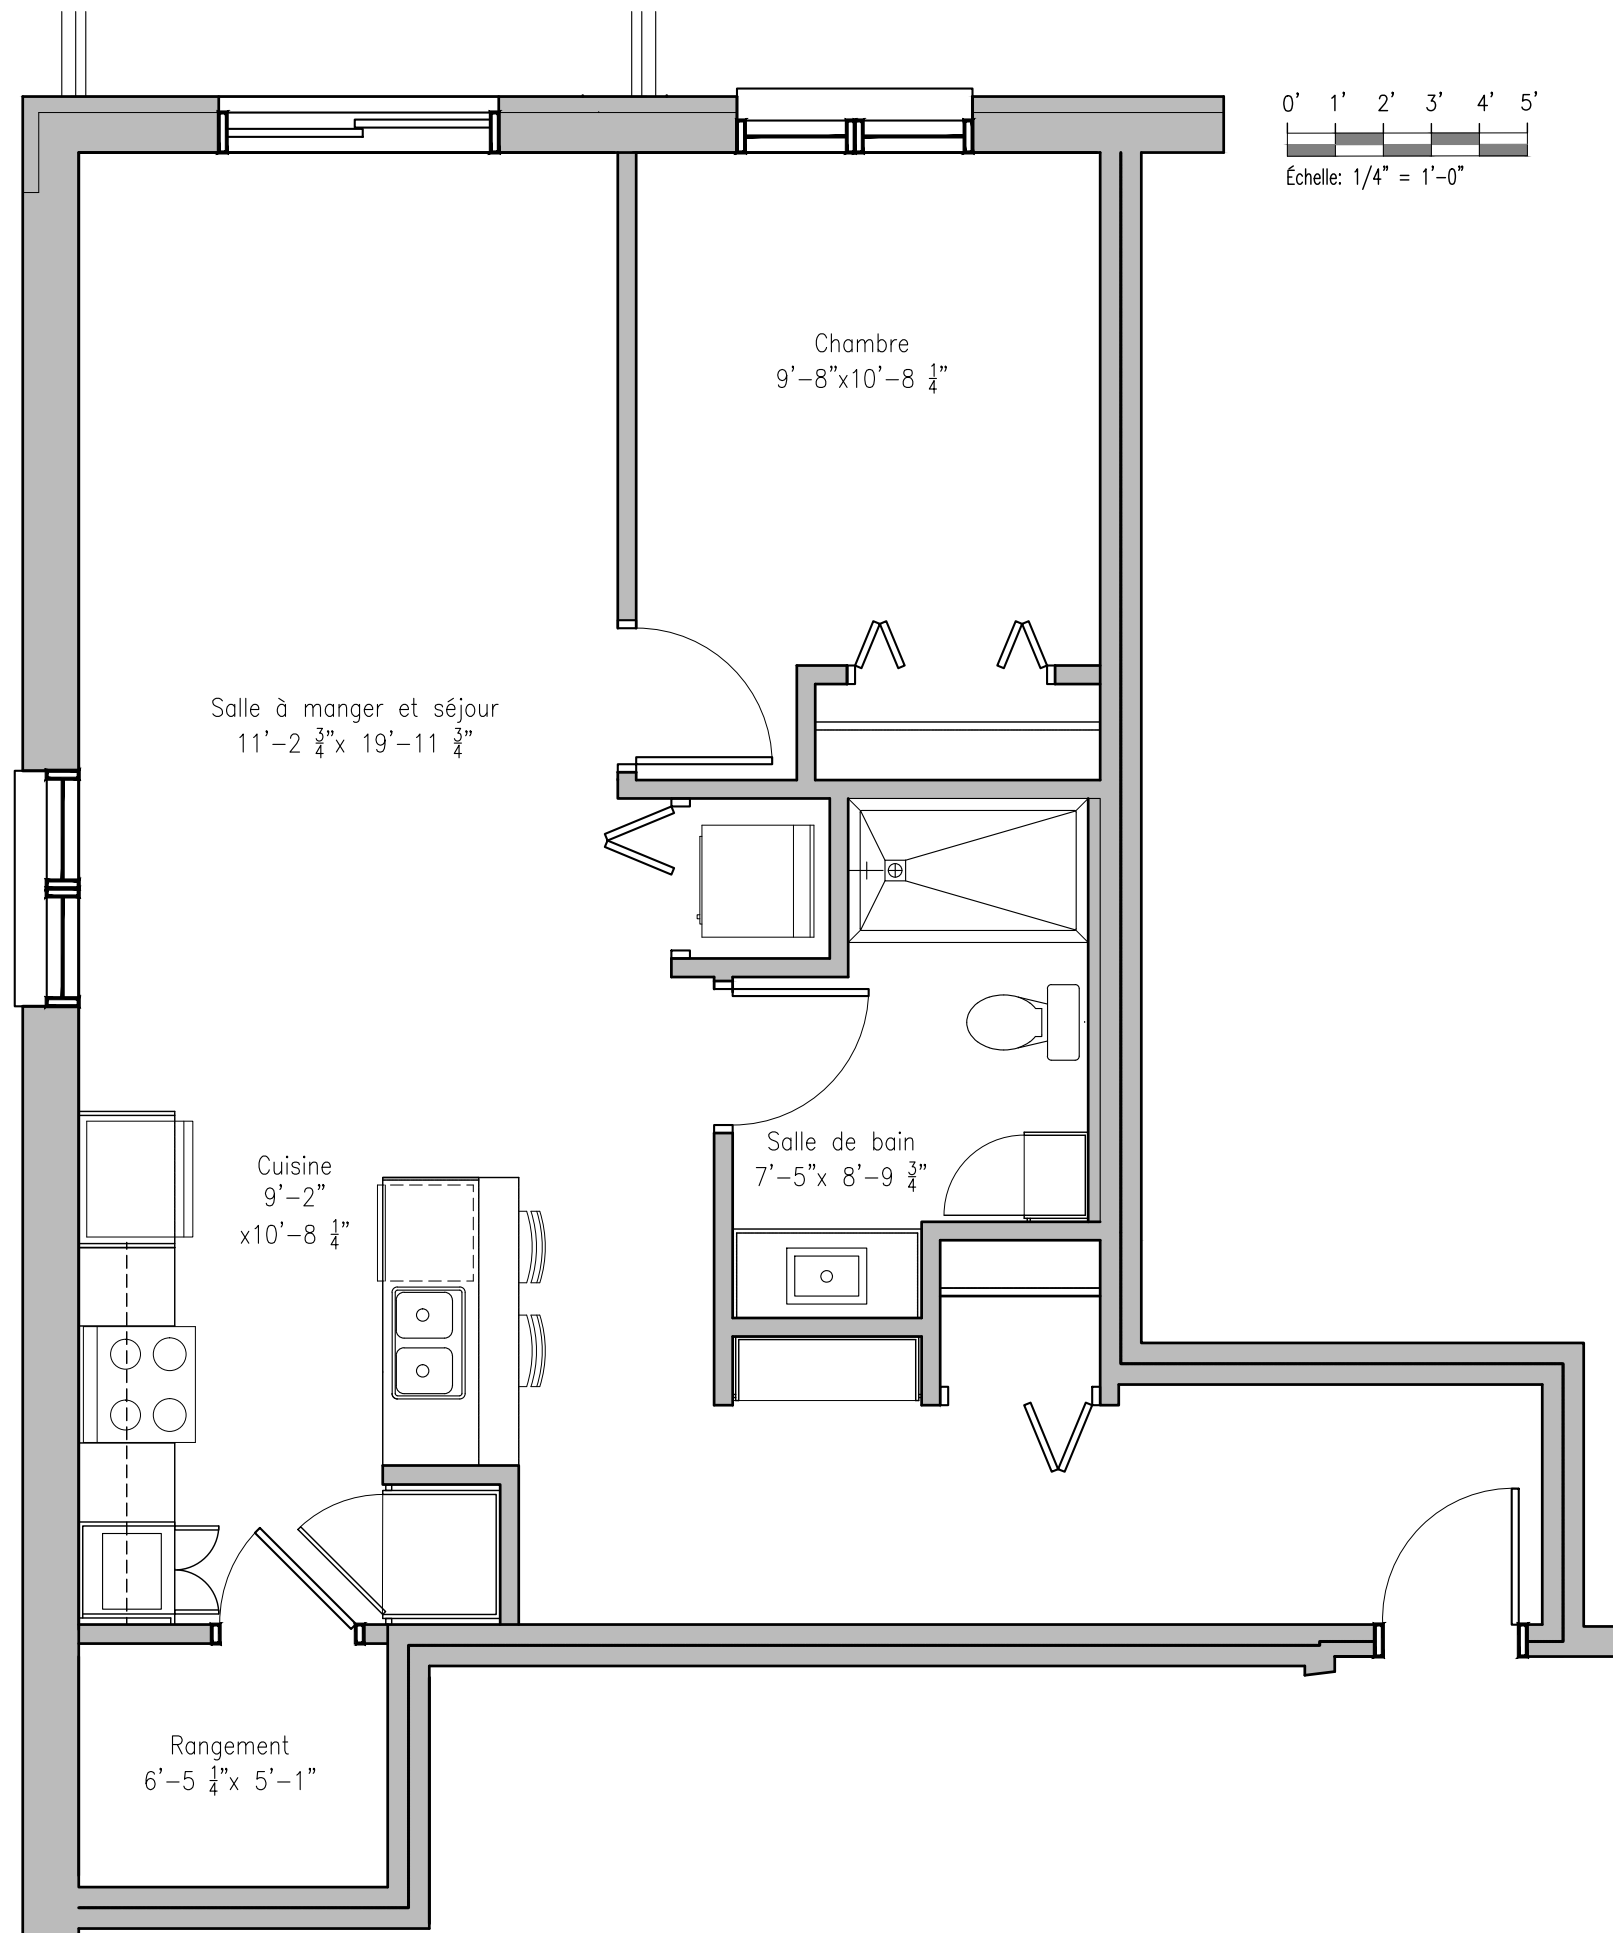 0' 1' 2' 3' 4' 5'
Échelle: 1/4" = 1'-0"
Chambre
9'-8"x10'-8 1/4"
Salle à manger et séjour
11'-2 3/4"x 19'-11 3/4"
Salle de bain
7'-5"x 8'-9 3/4"
Cuisine
9'-2"
x10'-8 1/4"
Rangement
6'-5 1/4"x 5'-1"